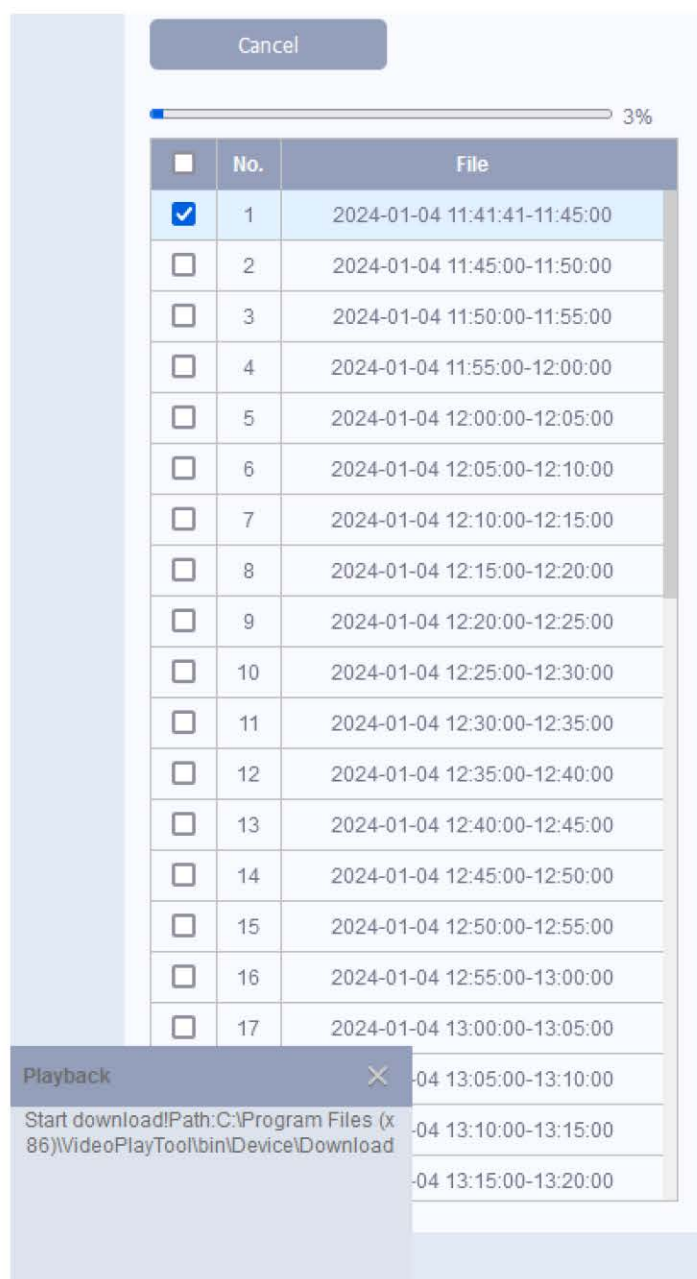 Cancel
3%
No. File
1 2024-01-04 11:41:41-11:45:00
2 2024-01-04 11:45:00-11:50:00
3 2024-01-04 11:50:00-11:55:00
4 2024-01-04 11:55:00-12:00:00
5 2024-01-04 12:00:00-12:05:00
6 2024-01-04 12:05:00-12:10:00
7 2024-01-04 12:10:00-12:15:00
8 2024-01-04 12:15:00-12:20:00
9 2024-01-04 12:20:00-12:25:00
10 2024-01-04 12:25:00-12:30:00
11 2024-01-04 12:30:00-12:35:00
12 2024-01-04 12:35:00-12:40:00
13 2024-01-04 12:40:00-12:45:00
14 2024-01-04 12:45:00-12:50:00
15 2024-01-04 12:50:00-12:55:00
16 2024-01-04 12:55:00-13:00:00
17 2024-01-04 13:00:00-13:05:00
-04 13:05:00-13:10:00
-04 13:10:00-13:15:00
-04 13:15:00-13:20:00
Playback
Start download!Path:C:\Program Files (x
86)\VideoPlayTool\bin\Device\Download